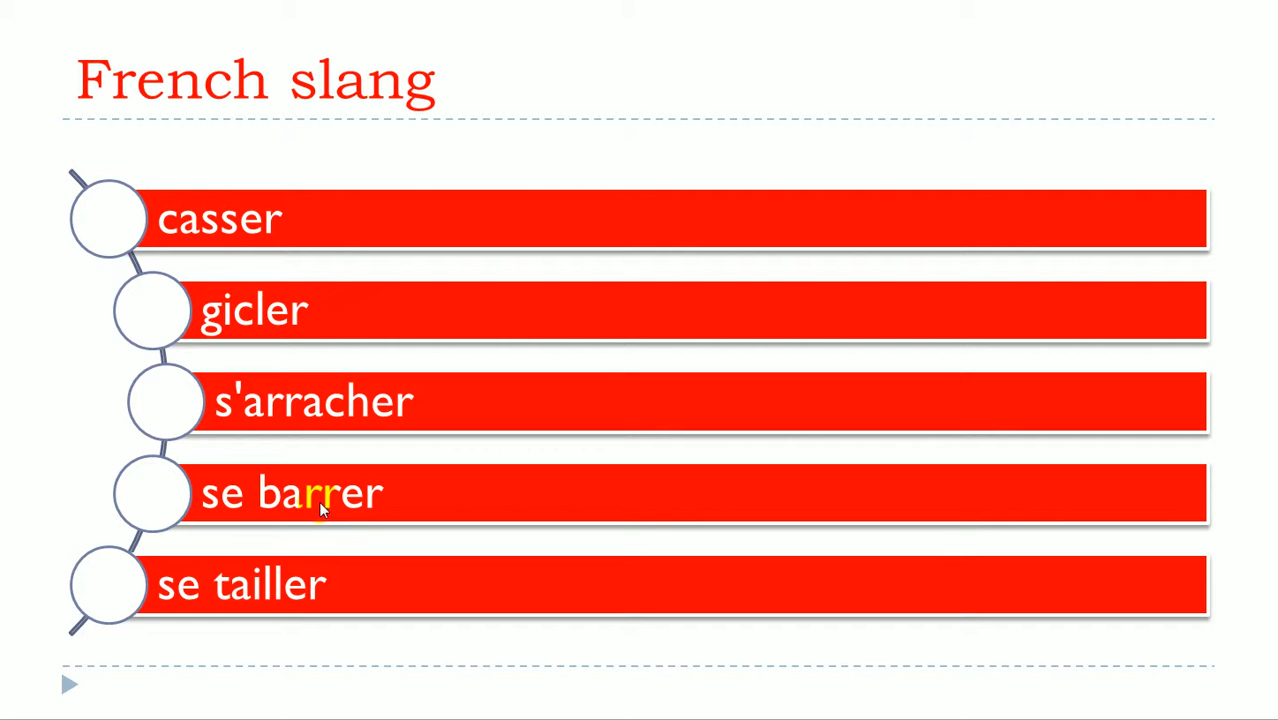 French slang
casser
gicler
s'arracher
se barrer
se tailler